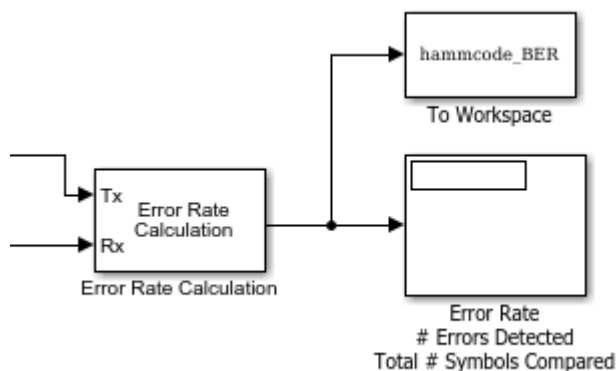 hammcode_BER
To Workspace
Tx
Rx
Error Rate
Calculation
Error Rate Calculation
Error Rate
# Errors Detected
Total # Symbols Compared